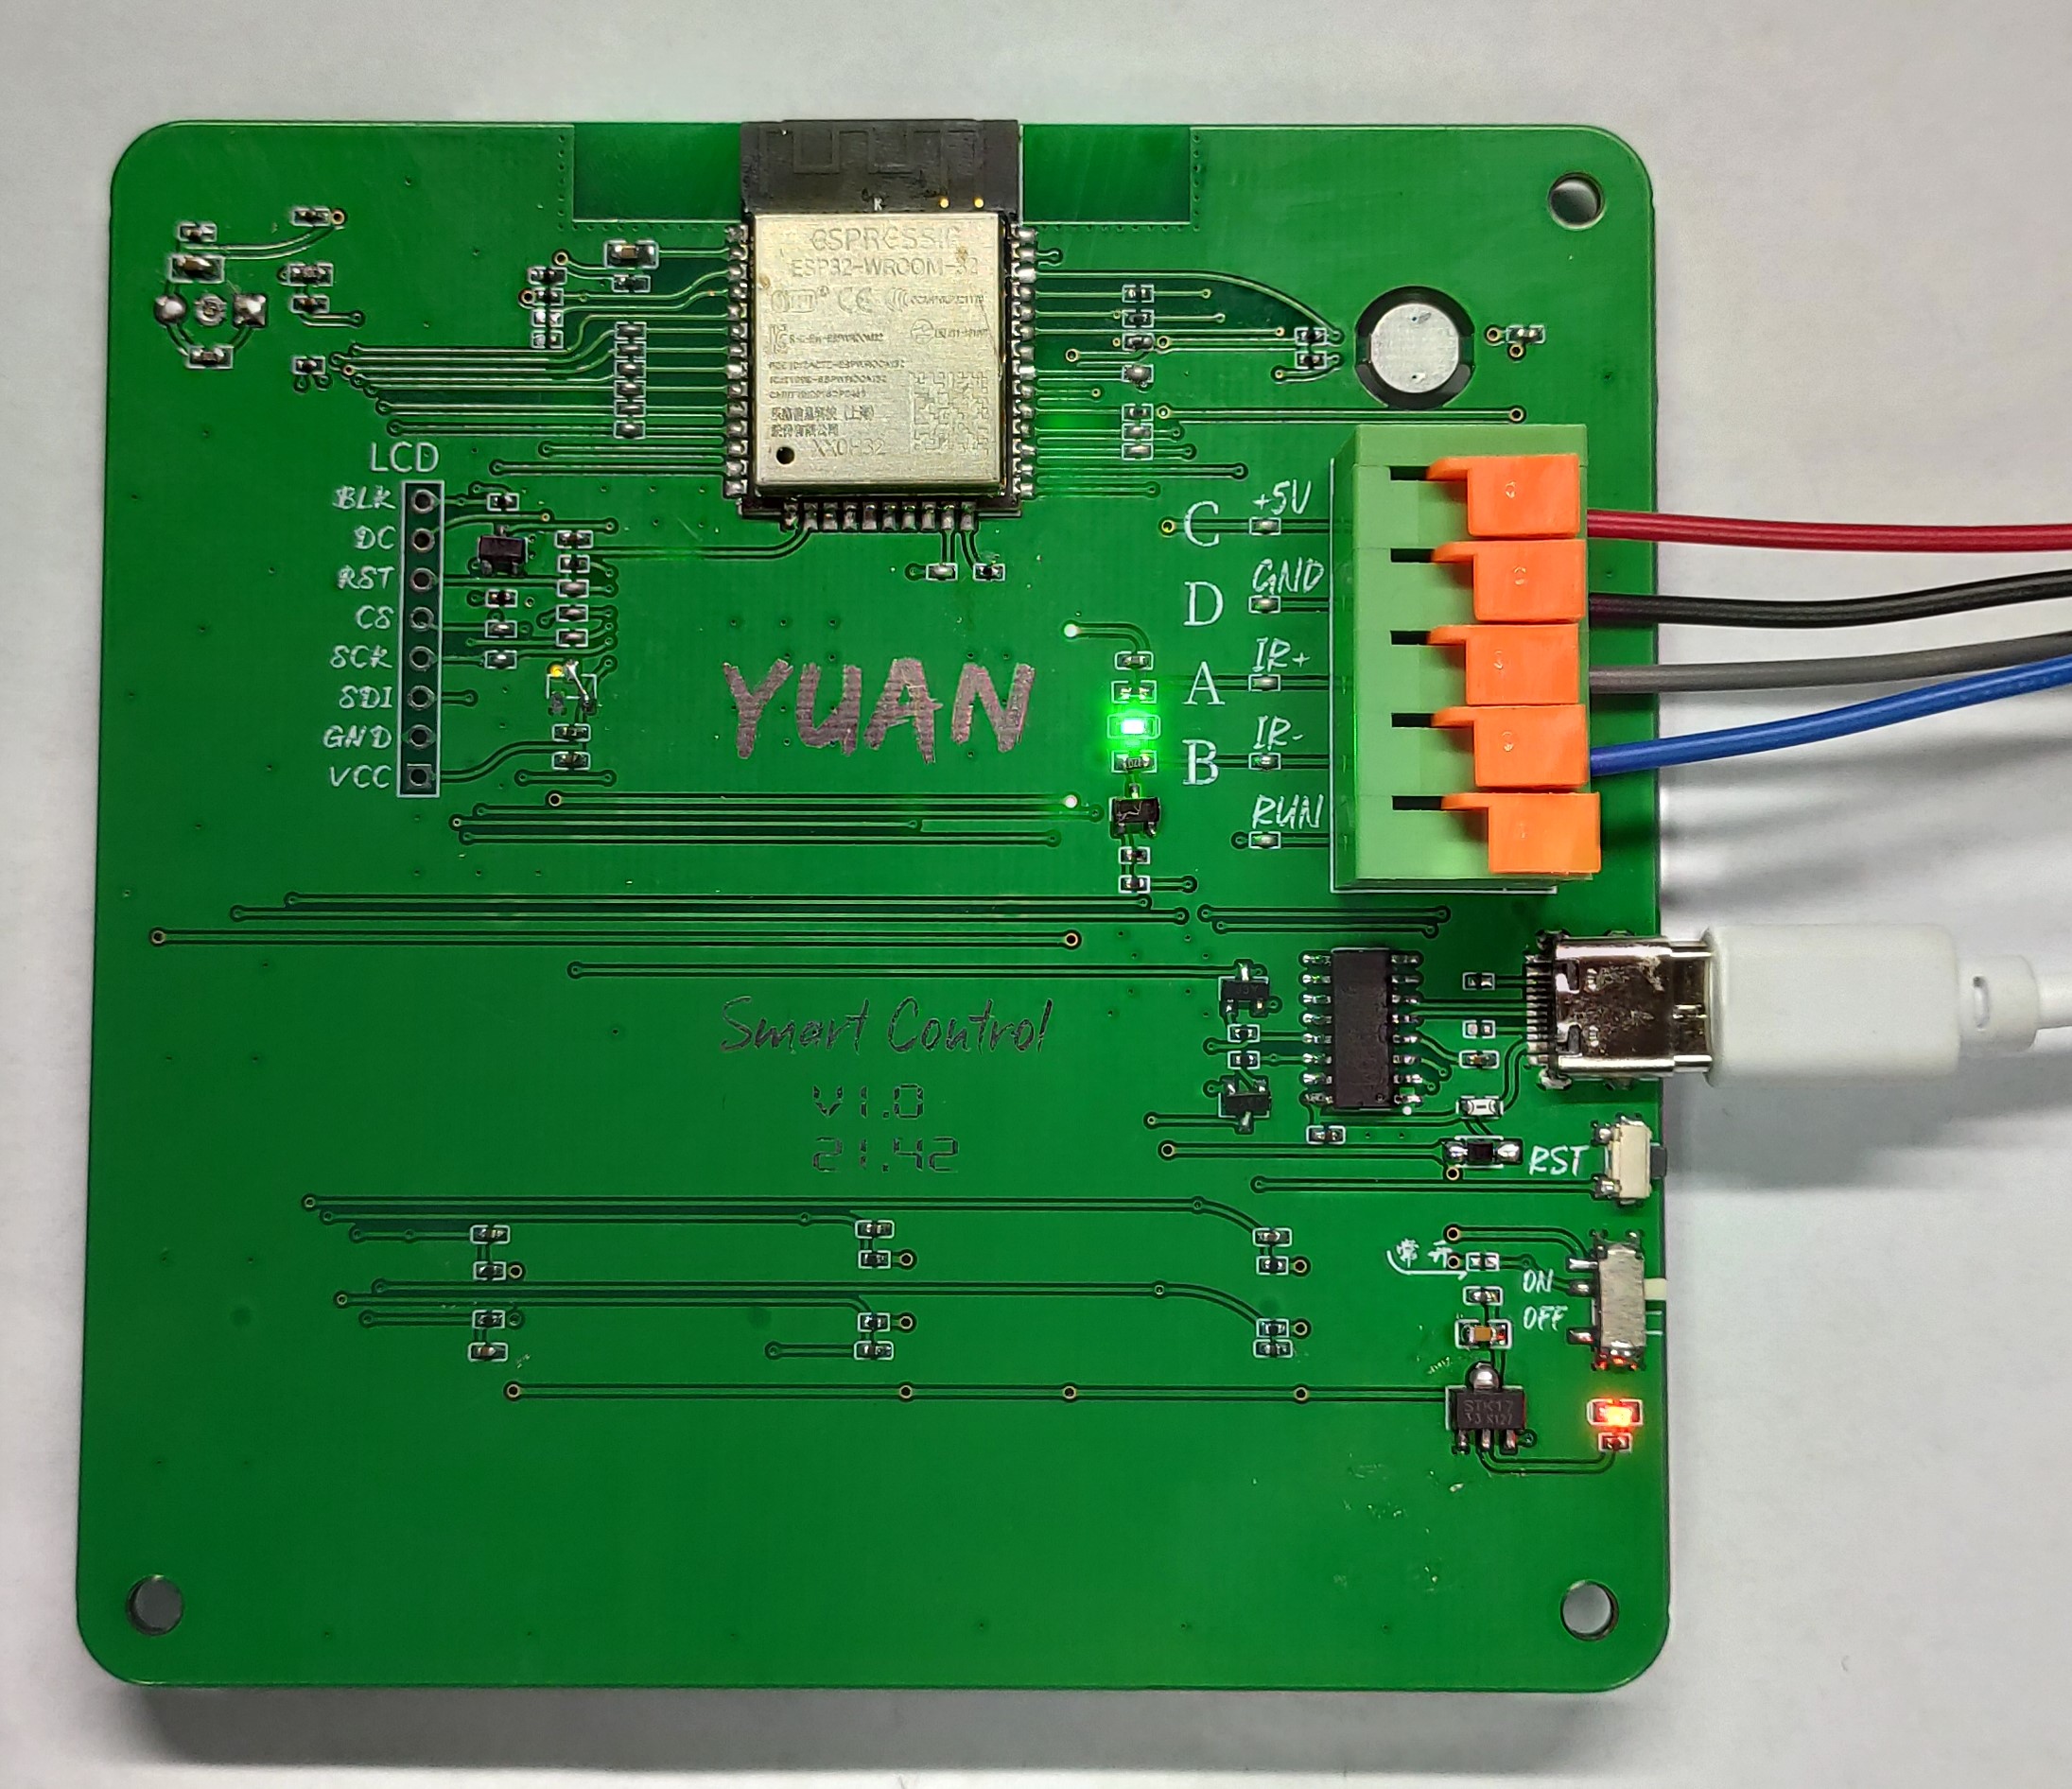 ESPRESSIF
ESP32-WROOM-32
XX0H32
LCD
BLK
DC
RST
CS
SCK
SDI
GND
VCC
C +5V
D GND
A IR+
B IR-
RUN
YUAN
Smart Control
V1.0
21.42
RST
常开
ON
OFF